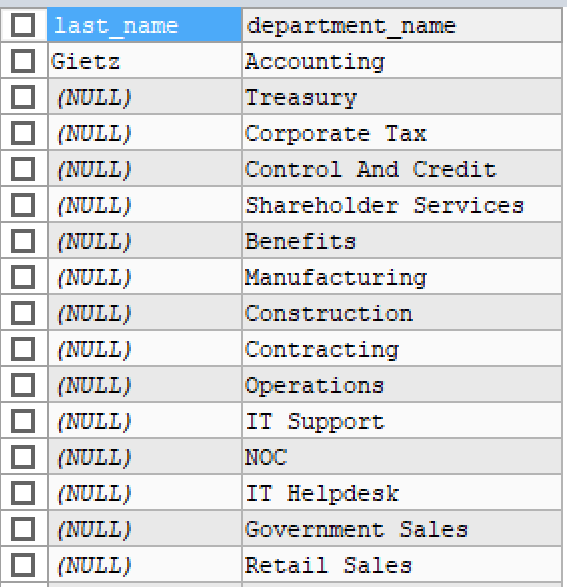 last_name department_name
Gietz Accounting
(NULL) Treasury
(NULL) Corporate Tax
(NULL) Control And Credit
(NULL) Shareholder Services
(NULL) Benefits
(NULL) Manufacturing
(NULL) Construction
(NULL) Contracting
(NULL) Operations
(NULL) IT Support
(NULL) NOC
(NULL) IT Helpdesk
(NULL) Government Sales
(NULL) Retail Sales